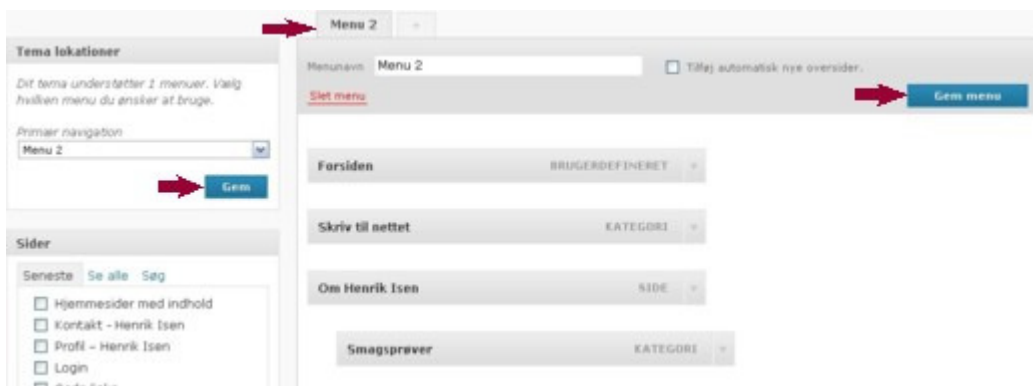 Menu 2 +
Tema lokationer
Dit tema understøtter 1 menuer. Vælg
hvilken menu du ønsker at bruge.
Primær navigation
Menu 2
Gem
Menunavn Menu 2
Tilføj automatisk nye oversider.
Slet menu
Gem menu
Forsiden BRUGERDEFINERET
Skriv til nettet KATEGORI
Om Henrik Isen SIDE
Smagsprøver KATEGORI
Sider
Seneste Se alle Søg
Hjemmesider med indhold
Kontakt - Henrik Isen
Profil – Henrik Isen
Login